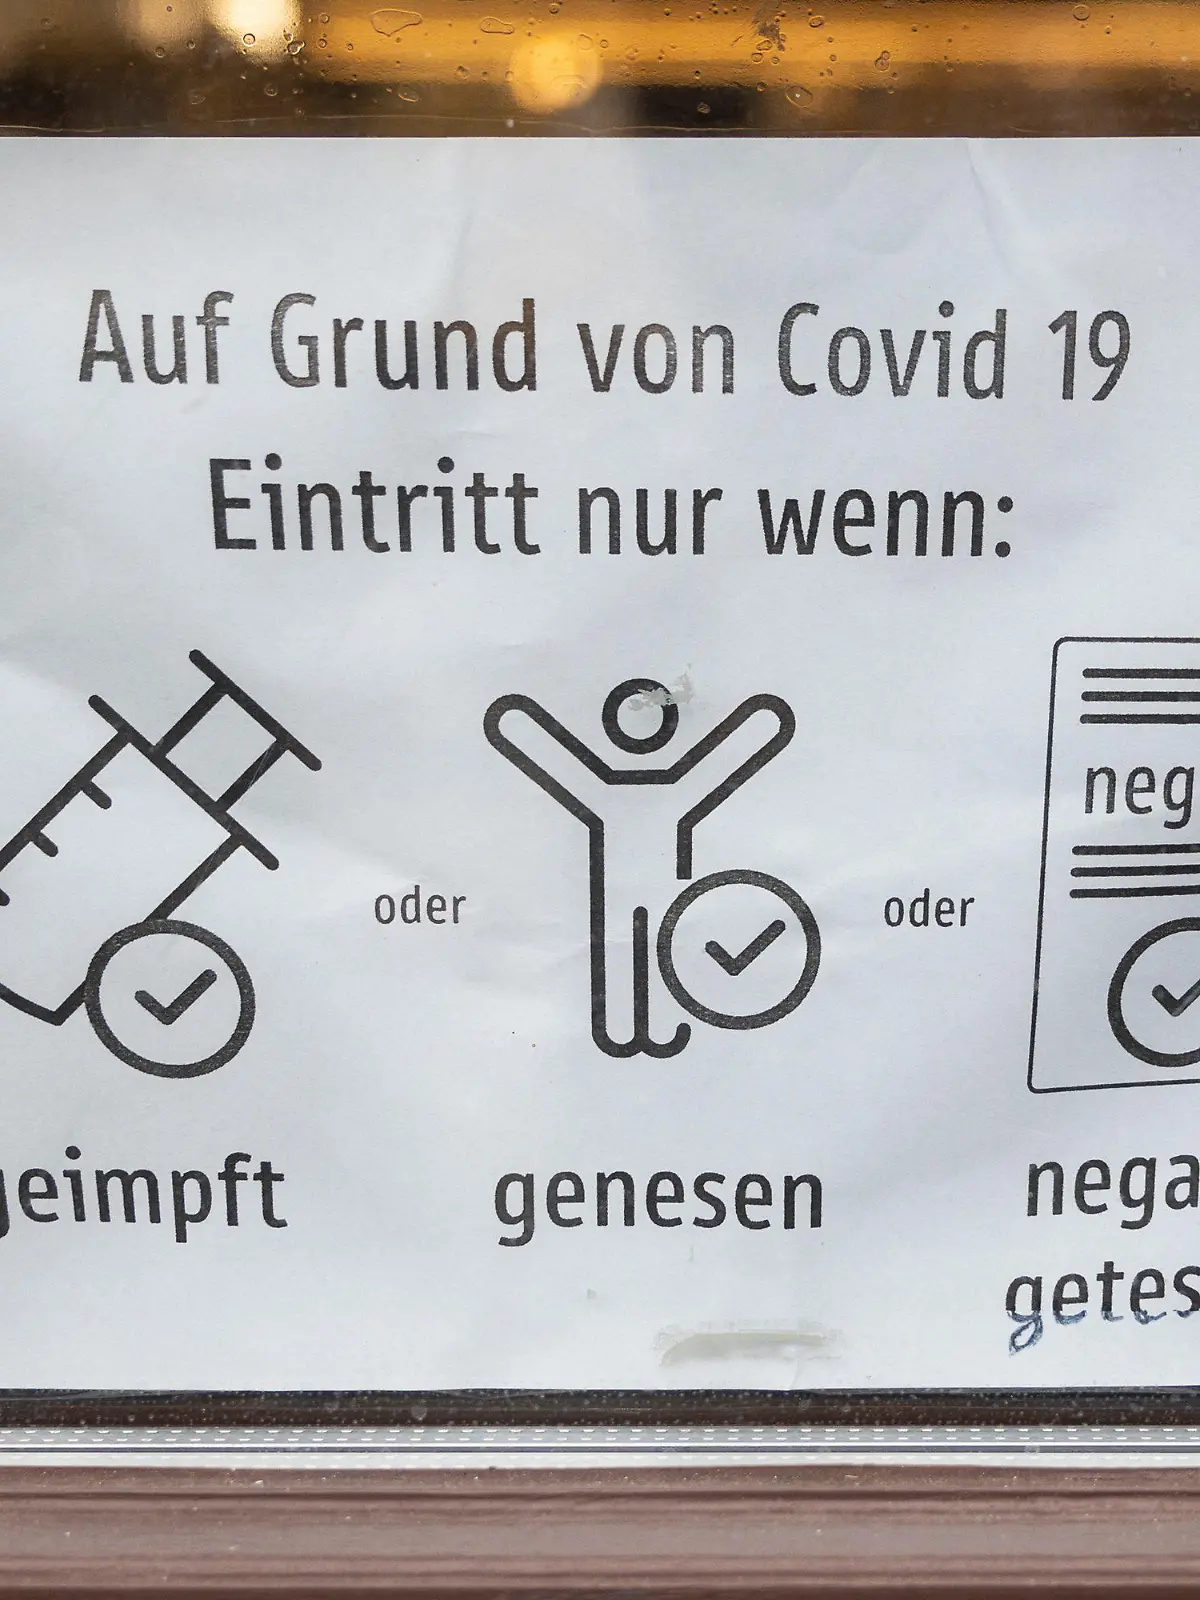 Auf Grund von Covid 19
Eintritt nur wenn:
neg
oder
oder
geimpft
genesen
nega
getes